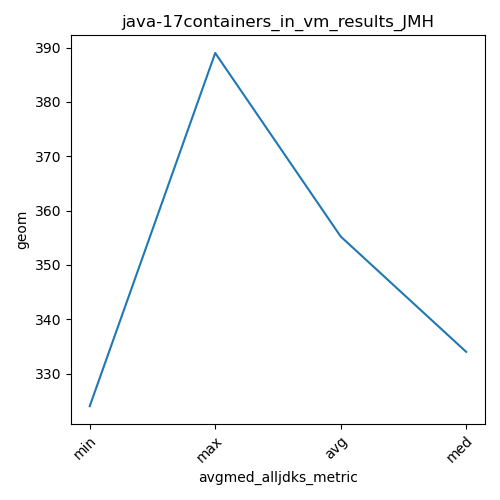 java-17containers_in_vm_results_JMH
390
380
370
360
350
340
330
geom
min
max
avg
med
avgmed_alljdks_metric